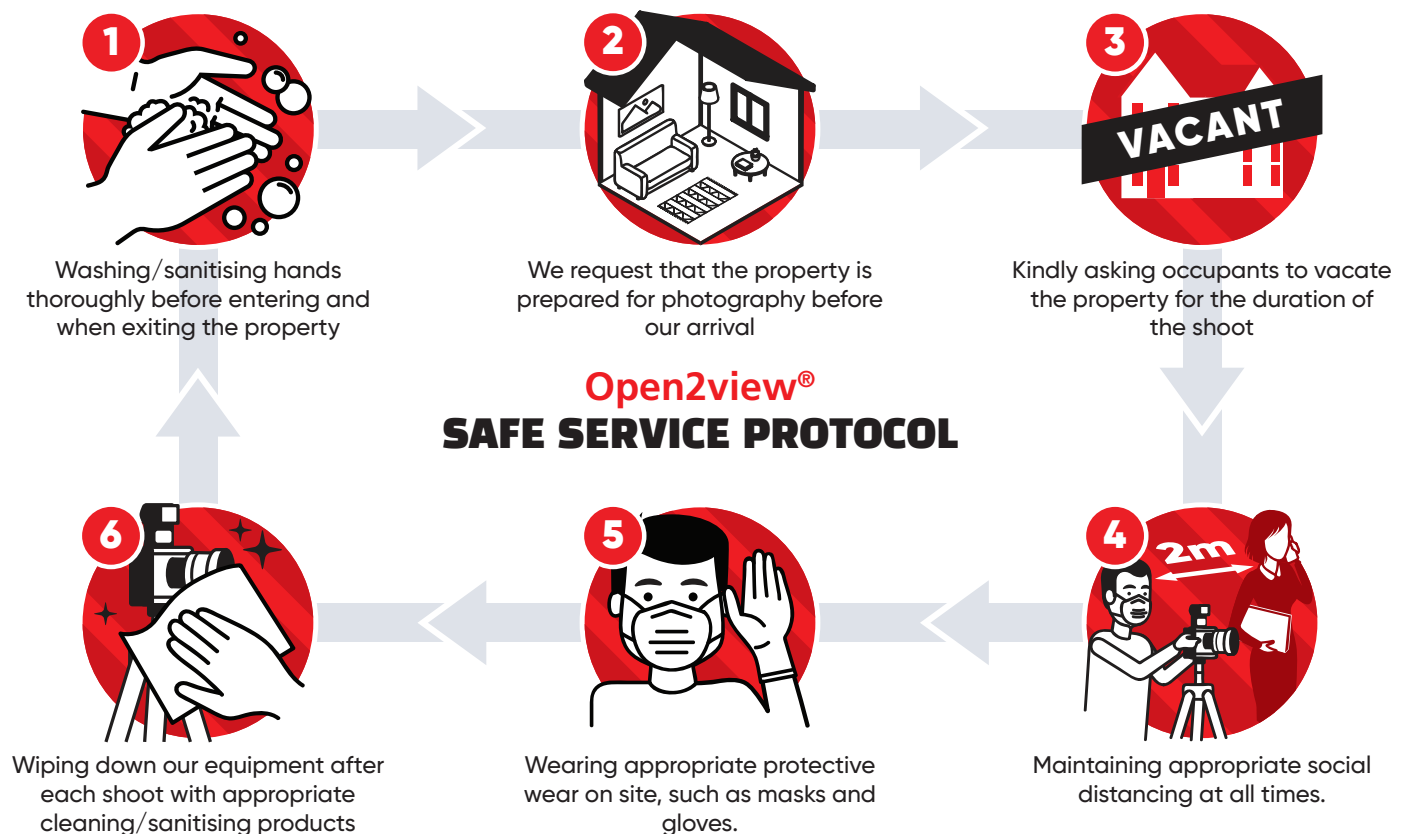 1
Washing/sanitising hands
thoroughly before entering and
when exiting the property
2
We request that the property is
prepared for photography before
our arrival
3
VACANT
Kindly asking occupants to vacate
the property for the duration of
the shoot
Open2view®
SAFE SERVICE PROTOCOL
4
2m
Maintaining appropriate social
distancing at all times.
5
Wearing appropriate protective
wear on site, such as masks and
gloves.
6
Wiping down our equipment after
each shoot with appropriate
cleaning/sanitising products